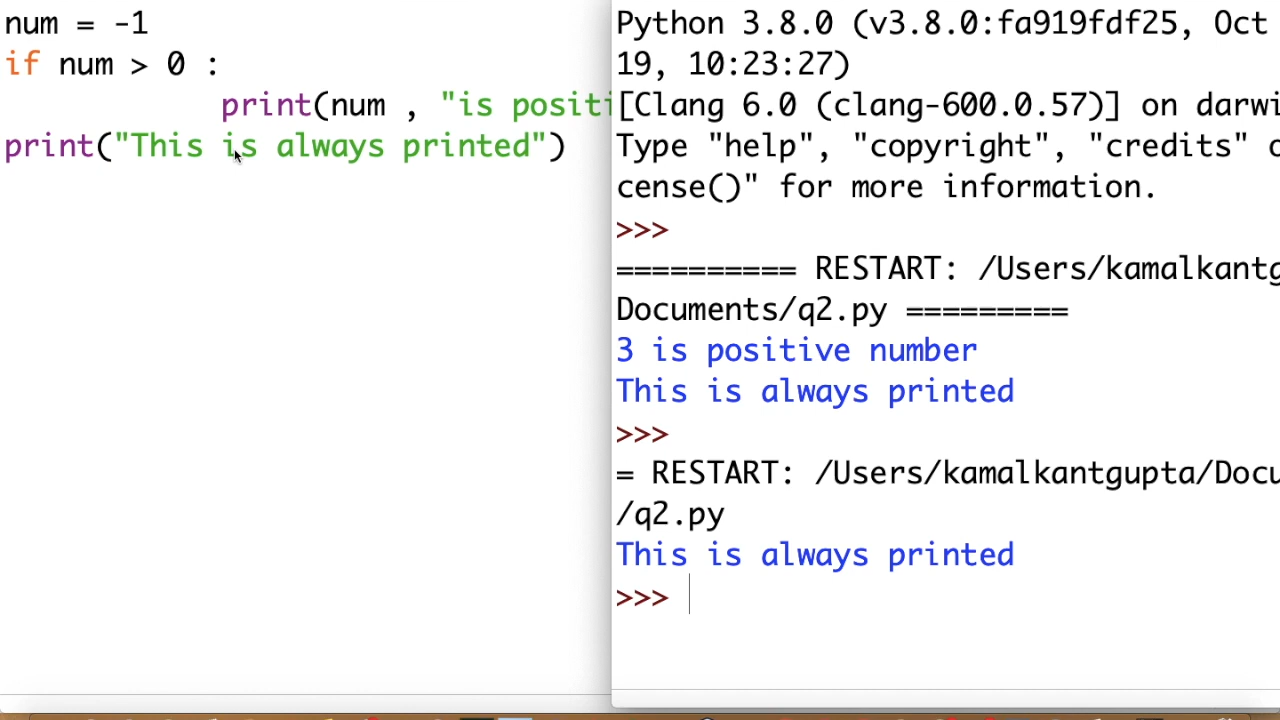 num = -1
if num > 0 :
print(num , "is positi
print("This is always printed")
Python 3.8.0 (v3.8.0:fa919fdf25, Oct
19, 10:23:27)
[Clang 6.0 (clang-600.0.57)] on darwi
Type "help", "copyright", "credits" o
cense()" for more information.
>>>
========== RESTART: /Users/kamalkantg
Documents/q2.py =========
3 is positive number
This is always printed
>>>
= RESTART: /Users/kamalkantgupta/Docu
/q2.py
This is always printed
>>>